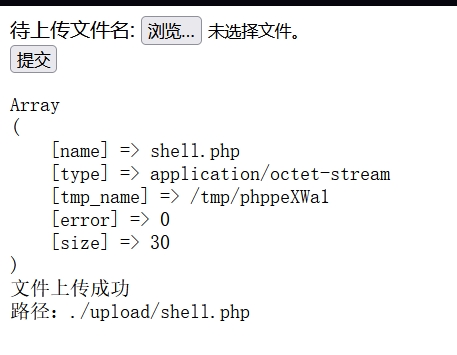 待上传文件名: 浏览... 未选择文件。
提交
Array
(
    [name] => shell.php
    [type] => application/octet-stream
    [tmp_name] => /tmp/phppeXWa1
    [error] => 0
    [size] => 30
)
文件上传成功
路径: ./upload/shell.php